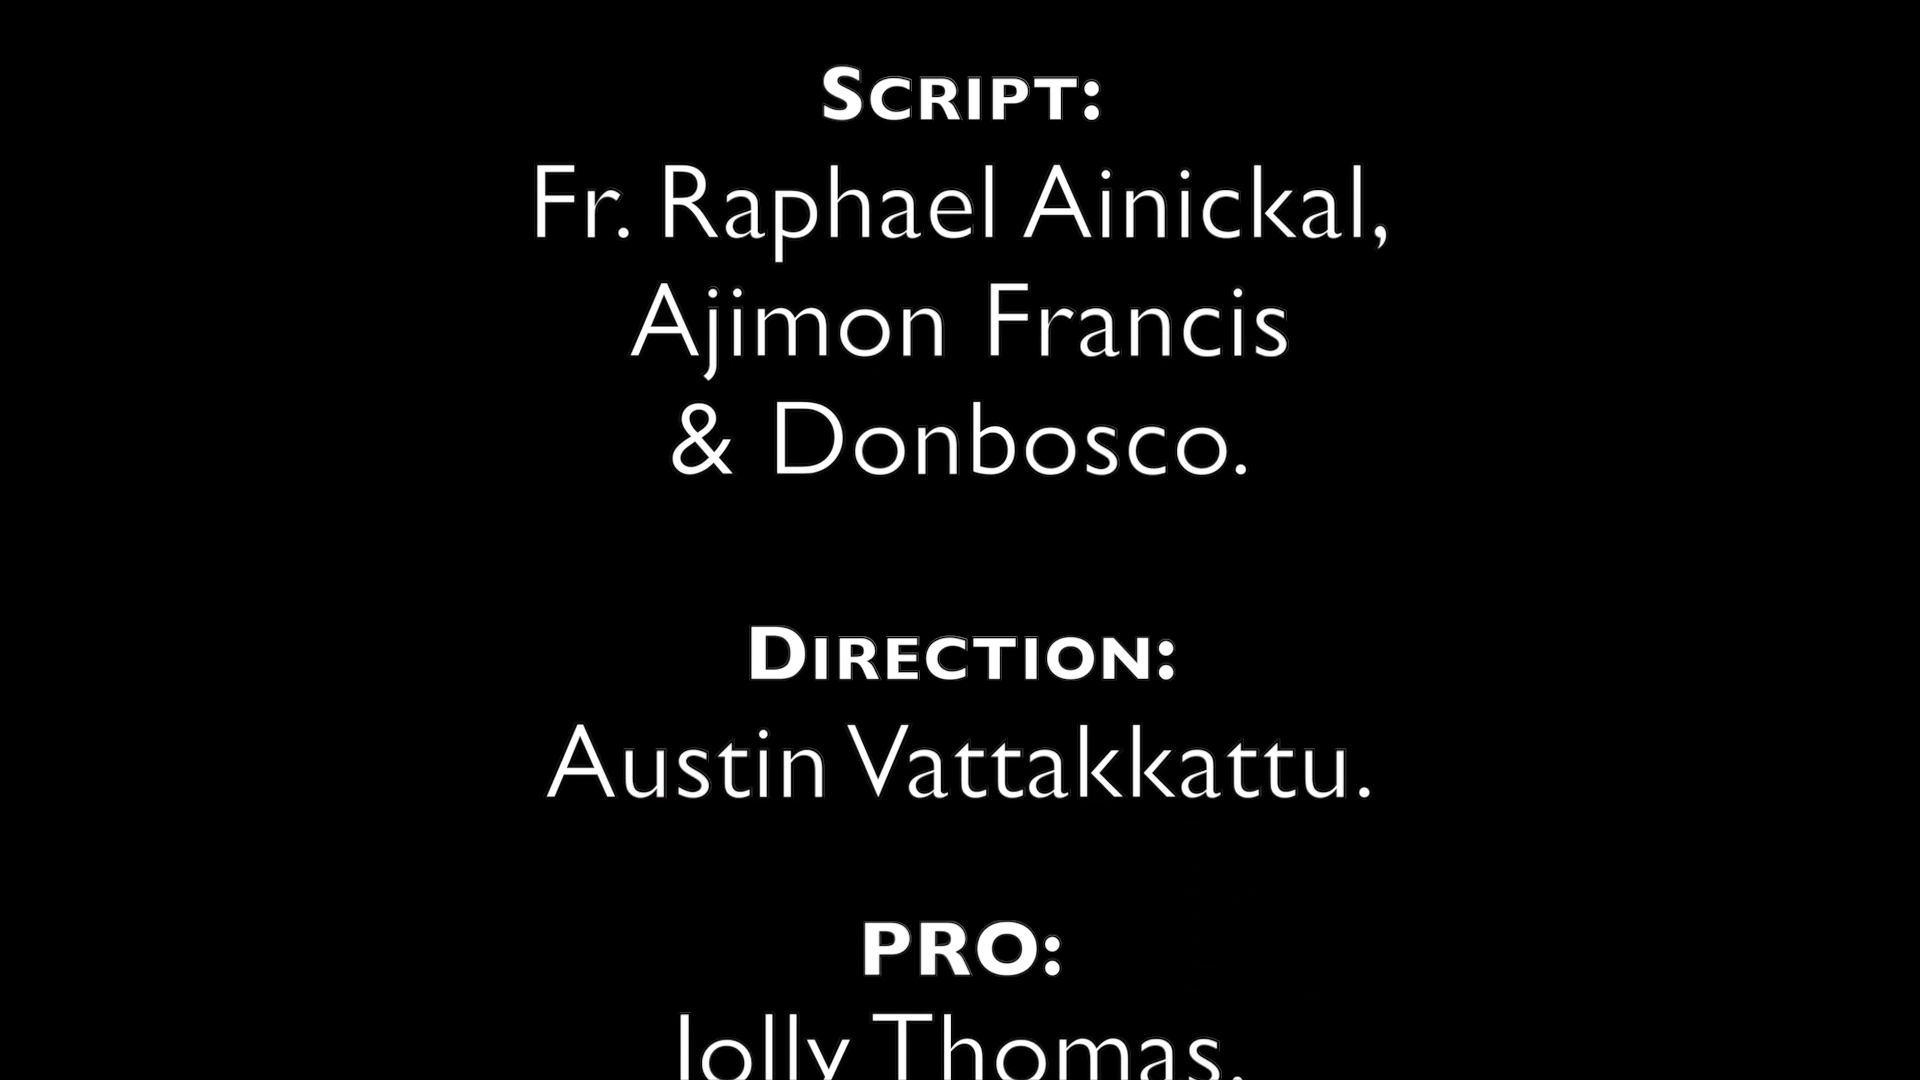 SCRIPT:
Fr. Raphael Ainickal,
Ajimon Francis
& Donbosco.
DIRECTION:
Austin Vattakkattu.
PRO:
Jolly Thomas.